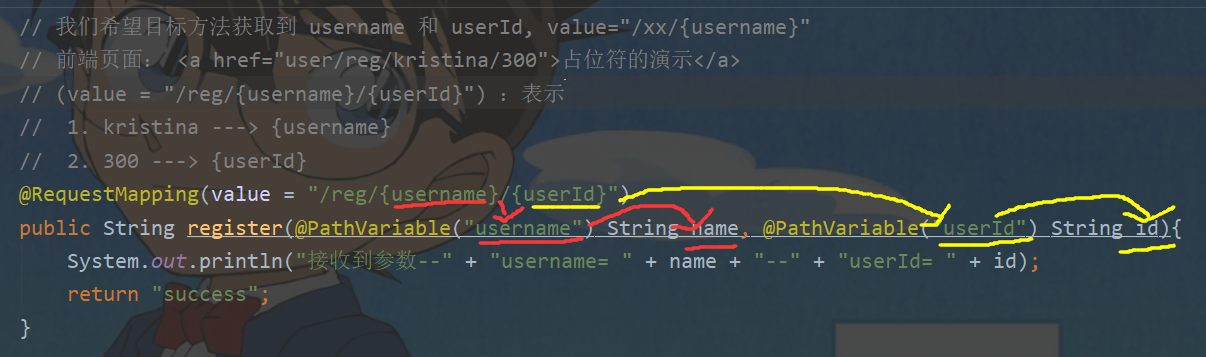 // 我们希望目标方法获取到 username 和 userId, value="/xx/{username}"
// 前端页面： <a href="user/reg/kristina/300">占位符的演示</a>
// (value = "/reg/{username}/{userId}") ：表示
//  1. kristina ---> {username}
//  2. 300 ---> {userId}
@RequestMapping(value = "/reg/{username}/{userId}")
public String register(@PathVariable("username") String name, @PathVariable("userId") String id){
    System.out.println("接收到参数--" + "username= " + name + "--" + "userId= " + id);
    return "success";
}